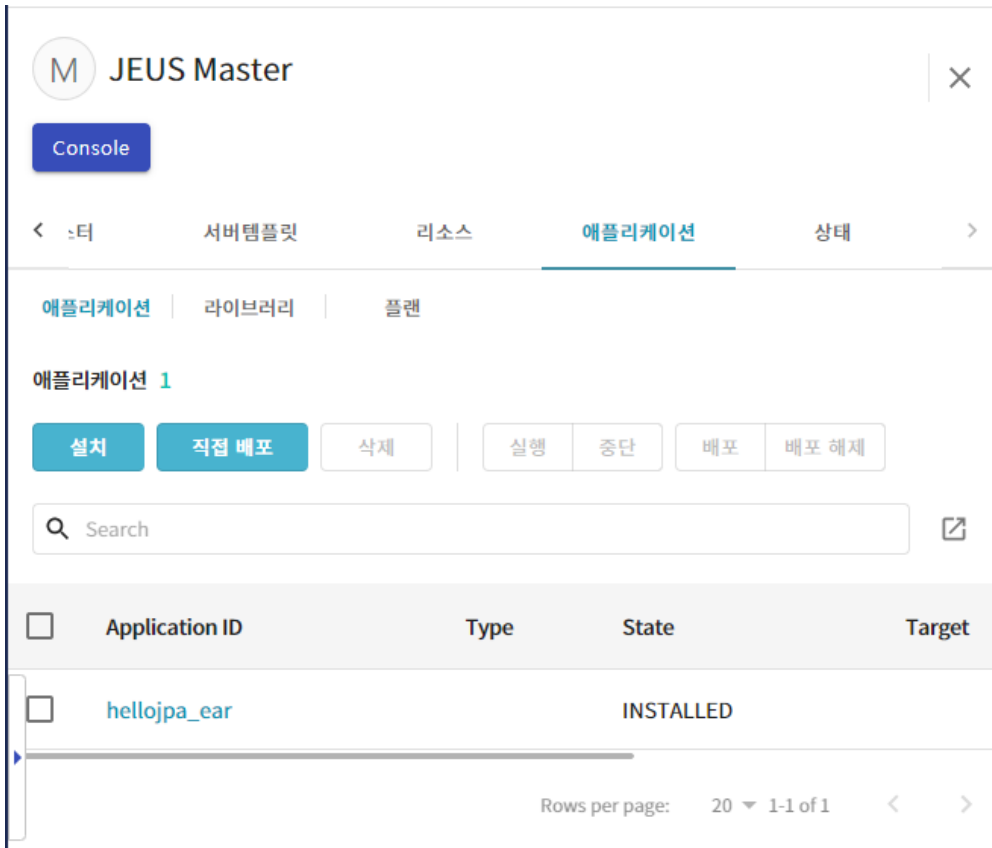 M JEUS Master
Console
스터 서버템플릿 리소스 애플리케이션 상태
애플리케이션 라이브러리 플랜
애플리케이션 1
설치 직접 배포 삭제 실행 중단 배포 배포 해제
Search
Application ID Type State Target
hellojpa_ear INSTALLED
Rows per page: 20 1-1 of 1